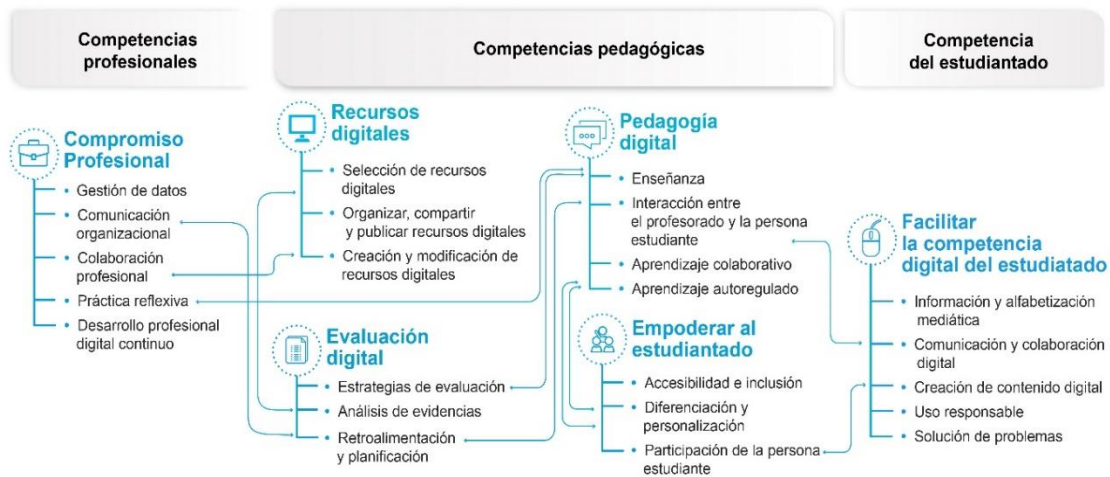 Competencias
profesionales
Competencias pedagógicas
Competencia
del estudiantado
Compromiso
Profesional
• Gestión de datos
• Comunicación
organizacional
• Colaboración
profesional
• Práctica reflexiva
• Desarrollo profesional
digital continuo
Recursos
digitales
• Selección de recursos
digitales
• Organizar, compartir
y publicar recursos digitales
• Creación y modificación de
recursos digitales
Evaluación
digital
• Estrategias de evaluación
• Análisis de evidencias
• Retroalimentación
y planificación
Pedagogía
digital
• Enseñanza
• Interacción entre
el profesorado y la persona
estudiante
• Aprendizaje colaborativo
• Aprendizaje autoregulado
Empoderar al
estudiantado
• Accesibilidad e inclusión
• Diferenciación y
personalización
• Participación de la persona
estudiante
Facilitar
la competencia
digital del estudiatado
• Información y alfabetización
mediática
• Comunicación y colaboración
digital
• Creación de contenido digital
• Uso responsable
• Solución de problemas